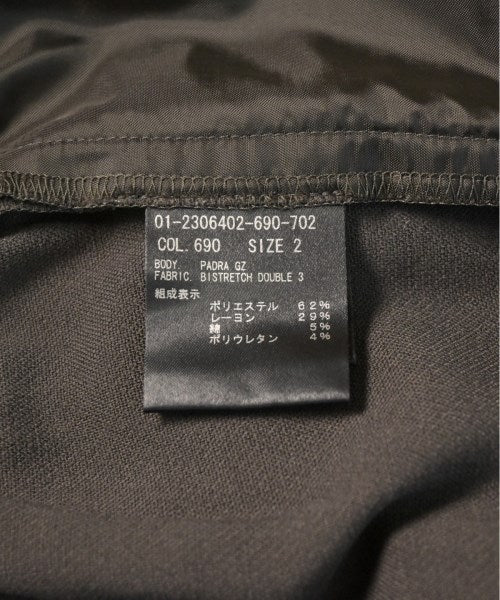 01-2306402-690-702
COL. 690 SIZE 2
BODY. PADRA GZ
FABRIC. BISTRETCH DOUBLE 3
組成表示
ポリエステル 62%
レーヨン 29%
綿 5%
ポリウレタン 4%